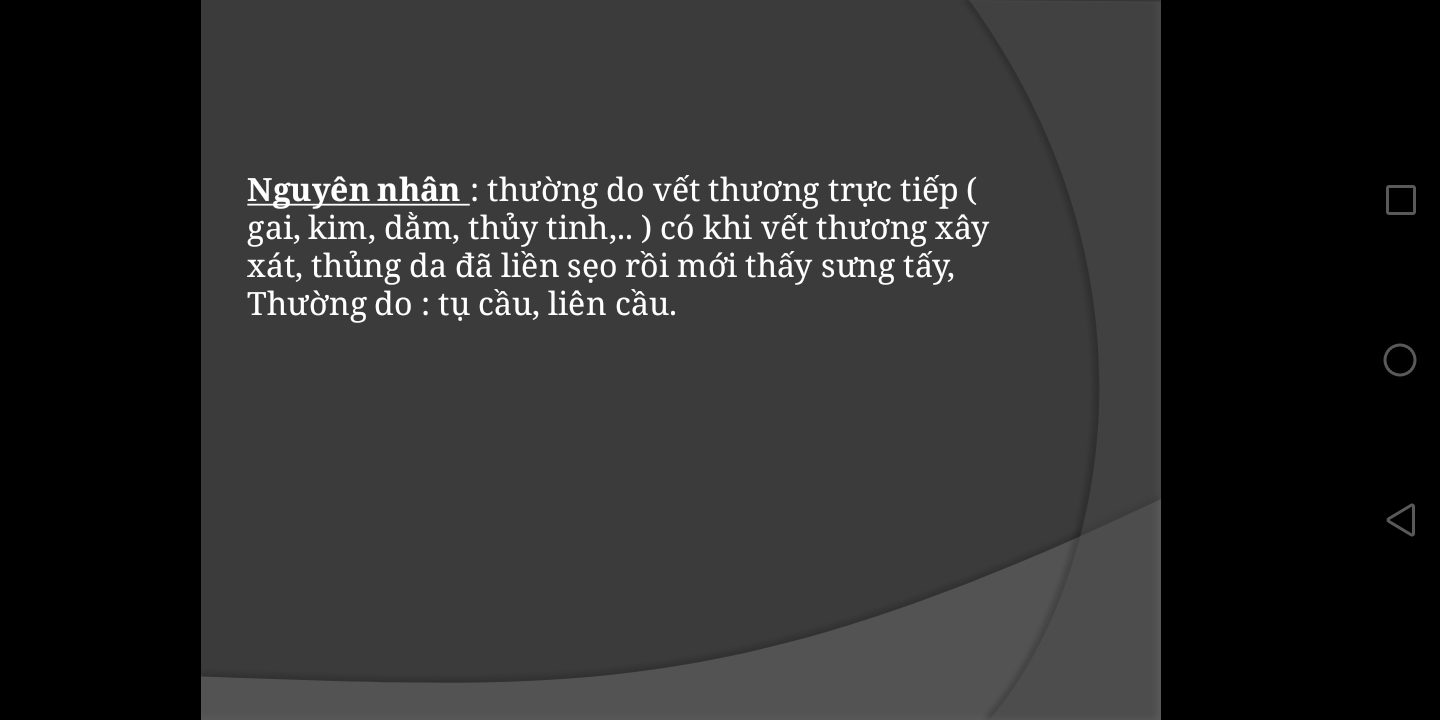 Nguyên nhân : thường do vết thương trực tiếp (
gai, kim, dằm, thủy tinh,.. ) có khi vết thương xây
xát, thủng da đã liền sẹo rồi mới thấy sưng tấy,
Thường do : tụ cầu, liên cầu.